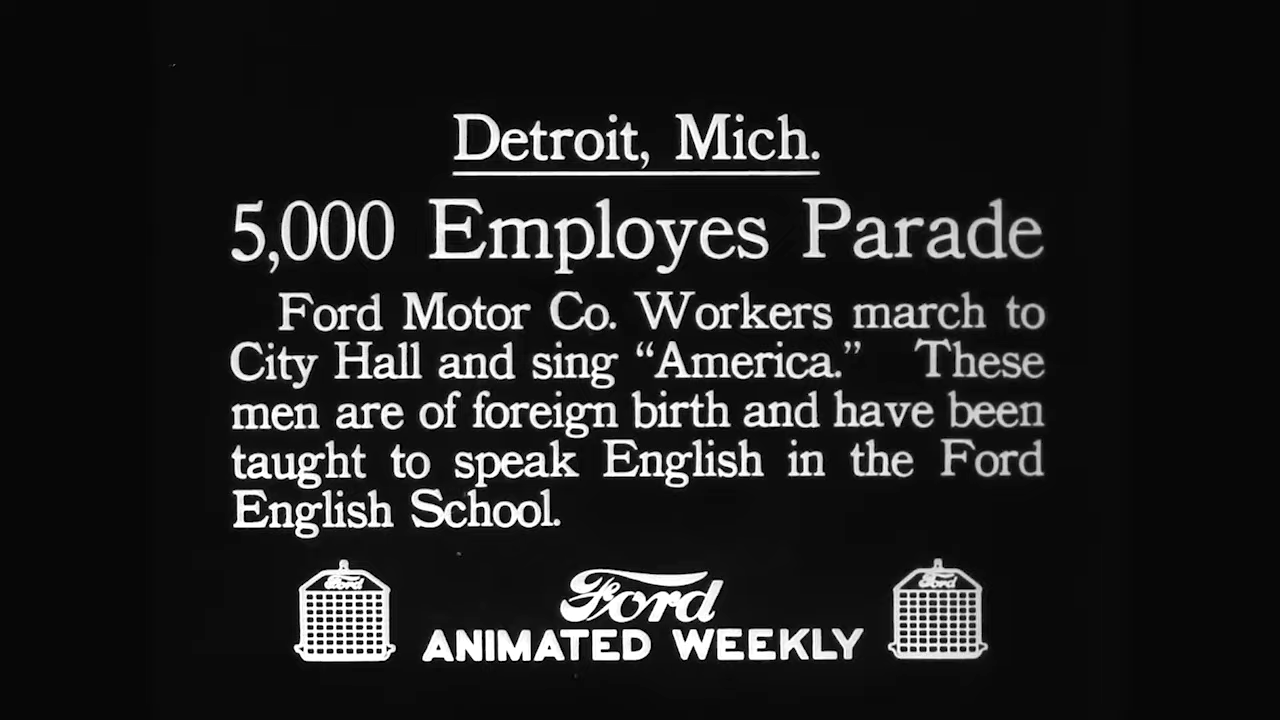 Detroit, Mich.
5,000 Employes Parade
Ford Motor Co. Workers march to
City Hall and sing “America.” These
men are of foreign birth and have been
taught to speak English in the Ford
English School.
Ford Ford Ford
ANIMATED WEEKLY